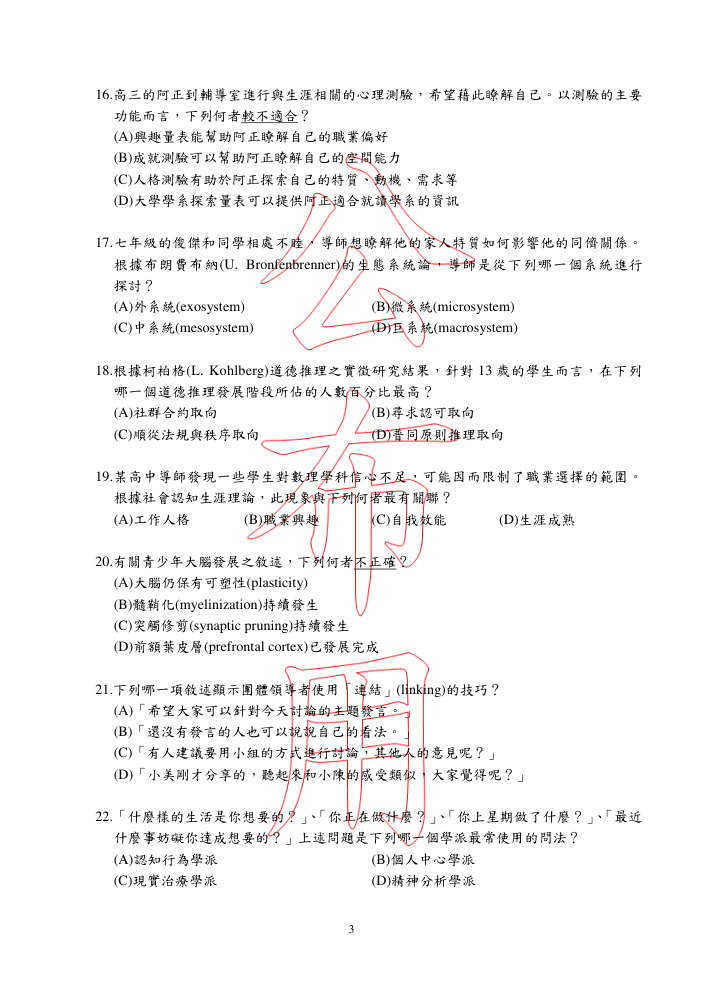 16.高三的阿正到輔導室進行與生涯相關的心理測驗，希望藉此瞭解自己。以測驗的主要
功能而言，下列何者較不適合？
(A)興趣量表能幫助阿正瞭解自己的職業偏好
(B)成就測驗可以幫助阿正瞭解自己的空間能力
(C)人格測驗有助於阿正探索自己的特質、動機、需求等
(D)大學學系探索量表可以提供阿正適合就讀學系的資訊
17.七年級的俊傑和同學相處不睦，導師想瞭解他的家人特質如何影響他的同儕關係。
根據布朗費布納(U. Bronfenbrenner)的生態系統論，導師是從下列哪一個系統進行
探討？
(A)外系統(exosystem) (B)微系統(microsystem)
(C)中系統(mesosystem) (D)巨系統(macrosystem)
18.根據柯柏格(L. Kohlberg)道德推理之實徵研究結果，針對 13 歲的學生而言，在下列
哪一個道德推理發展階段所佔的人數百分比最高？
(A)社群合約取向 (B)尋求認可取向
(C)順從法規與秩序取向 (D)普同原則推理取向
19.某高中導師發現一些學生對數理學科信心不足，可能因而限制了職業選擇的範圍。
根據社會認知生涯理論，此現象與下列何者最有關聯？
(A)工作人格 (B)職業興趣 (C)自我效能 (D)生涯成熟
20.有關青少年大腦發展之敘述，下列何者不正確？
(A)大腦仍保有可塑性(plasticity)
(B)髓鞘化(myelinization)持續發生
(C)突觸修剪(synaptic pruning)持續發生
(D)前額葉皮層(prefrontal cortex)已發展完成
21.下列哪一項敘述顯示團體領導者使用「連結」(linking)的技巧？
(A)「希望大家可以針對今天討論的主題發言。」
(B)「還沒有發言的人也可以說說自己的看法。」
(C)「有人建議要用小組的方式進行討論，其他人的意見呢？」
(D)「小美剛才分享的，聽起來和小陳的感受類似，大家覺得呢？」
22.「什麼樣的生活是你想要的？」、「你正在做什麼？」、「你上星期做了什麼？」、「最近
什麼事妨礙你達成想要的？」上述問題是下列哪一個學派最常使用的問法？
(A)認知行為學派 (B)個人中心學派
(C)現實治療學派 (D)精神分析學派
3
公布用